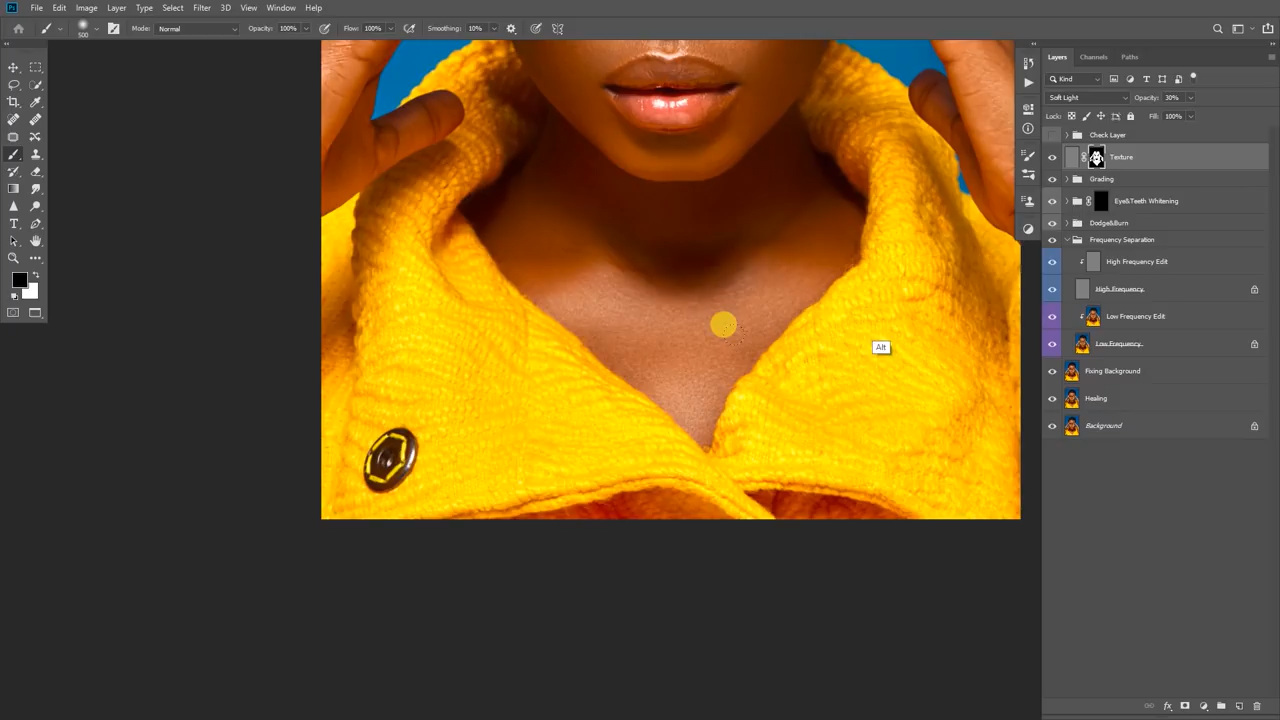 Ps File Edit Image Layer Type Select Filter 3D View Window Help
500 Mode: Normal Opacity: 100% Flow: 100% Smoothing: 10%
Layers Channels Paths
Kind
Soft Light Opacity: 30%
Lock: Fill: 100%
Check Layer
Texture
Grading
Eye&Teeth Whitening
Dodge&Burn
Frequency Separation
High Frequency Edit
High Frequency
Low Frequency Edit
Low Frequency
Fixing Background
Healing
Background
Alt